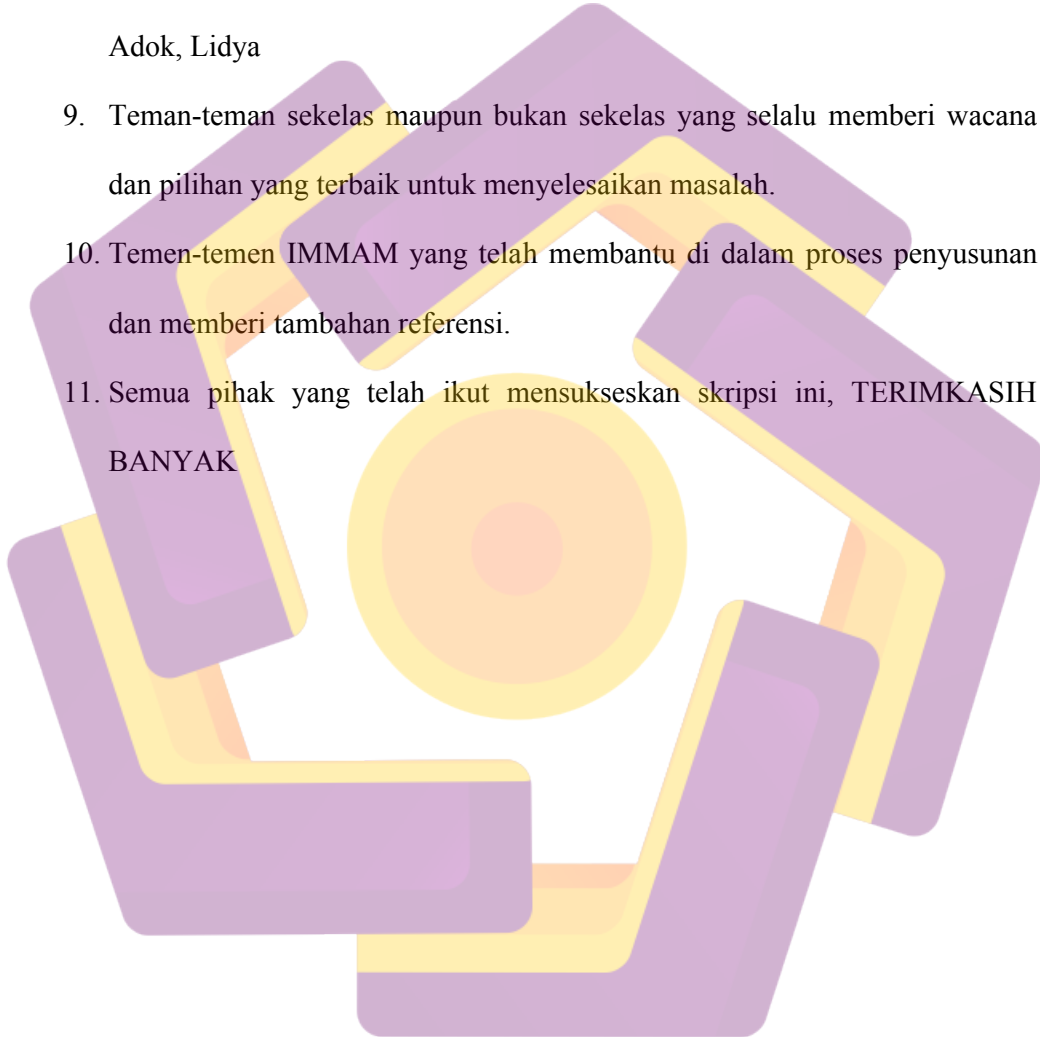 Adok, Lidya
9. Teman-teman sekelas maupun bukan sekelas yang selalu memberi wacana
dan pilihan yang terbaik untuk menyelesaikan masalah.
10. Temen-temen IMMAM yang telah membantu di dalam proses penyusunan
dan memberi tambahan referensi.
11. Semua pihak yang telah ikut mensukseskan skripsi ini, TERIMKASIH
BANYAK